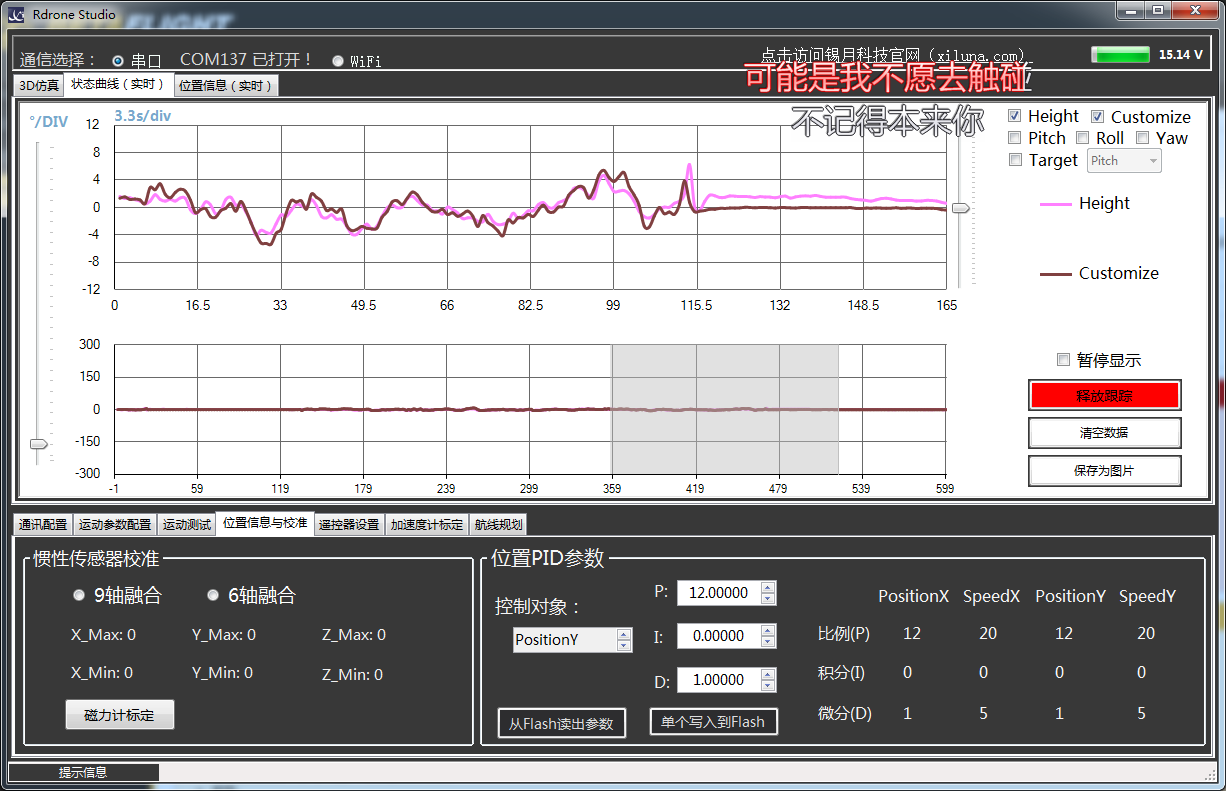 Rdrone Studio
通信选择： 串口 COM137 已打开！ WiFi
点击访问锡月科技官网（xiluna.com）
15.14 V
可能是我不愿去触碰
不记得本来你
3D仿真 状态曲线（实时） 位置信息（实时）
°/DIV
3.3s/div
12
8
4
0
-4
-8
-12
0 16.5 33 49.5 66 82.5 99 115.5 132 148.5 165
Height Customize
Pitch Roll Yaw
Target Pitch
Height
Customize
300
150
0
-150
-300
-1 59 119 179 239 299 359 419 479 539 599
暂停显示
释放跟踪
清空数据
保存为图片
通讯配置 运动参数配置 运动测试 位置信息与校准 遥控器设置 加速度计标定 航线规划
惯性传感器校准
9轴融合 6轴融合
X_Max: 0 Y_Max: 0 Z_Max: 0
X_Min: 0 Y_Min: 0 Z_Min: 0
磁力计标定
位置PID参数
控制对象：
PositionY
P: 12.00000
I: 0.00000
D: 1.00000
从Flash读出参数 单个写入到Flash
PositionX SpeedX PositionY SpeedY
比例(P) 12 20 12 20
积分(I) 0 0 0 0
微分(D) 1 5 1 5
提示信息